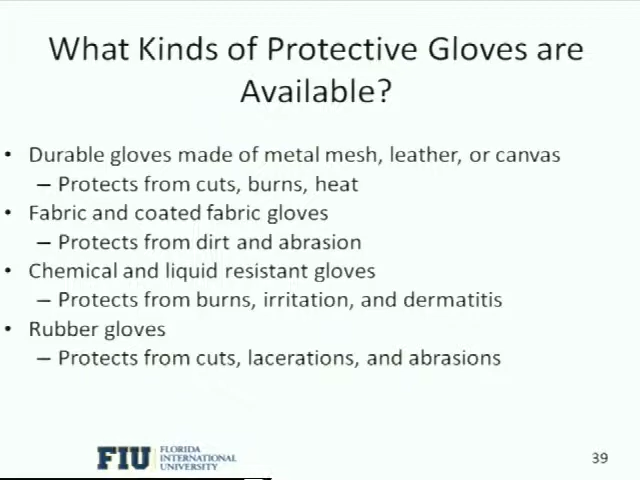 What Kinds of Protective Gloves are
Available?
• Durable gloves made of metal mesh, leather, or canvas
– Protects from cuts, burns, heat
• Fabric and coated fabric gloves
– Protects from dirt and abrasion
• Chemical and liquid resistant gloves
– Protects from burns, irritation, and dermatitis
• Rubber gloves
– Protects from cuts, lacerations, and abrasions
FIU
FLORIDA
INTERNATIONAL
UNIVERSITY
39